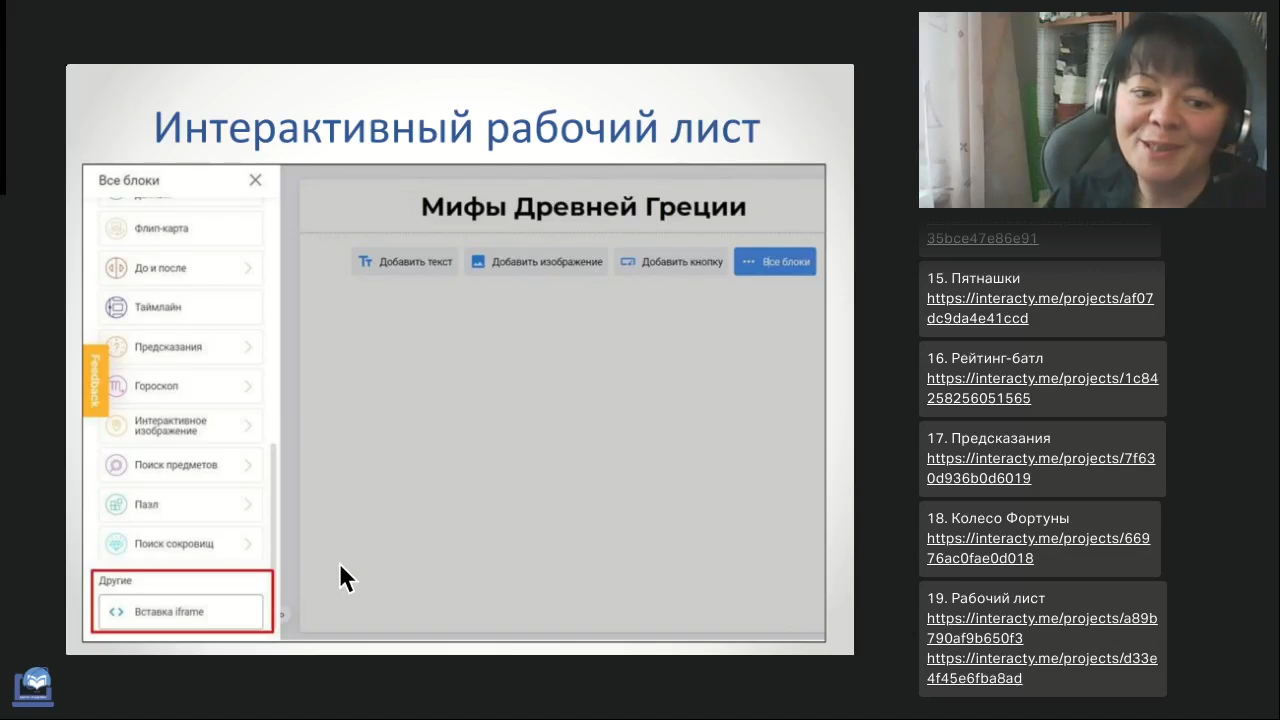 Интерактивный рабочий лист
Все блоки
Флип-карта
До и после
Таймлайн
Предсказания
Гороскоп
Интерактивное
изображение
Поиск предметов
Пазл
Поиск сокровищ
Другие
Вставка iframe
Feedback
Мифы Древней Греции
Добавить текст
Добавить изображение
Добавить кнопку
Все блоки
35bce47e86e91
15. Пятнашки
https://interacty.me/projects/af07
dc9da4e41ccd
16. Рейтинг-батл
https://interacty.me/projects/1c84
258256051565
17. Предсказания
https://interacty.me/projects/7f63
0d936b0d6019
18. Колесо Фортуны
https://interacty.me/projects/669
76ac0fae0d018
19. Рабочий лист
https://interacty.me/projects/a89b
790af9b650f3
https://interacty.me/projects/d33e
4f45e6fba8ad